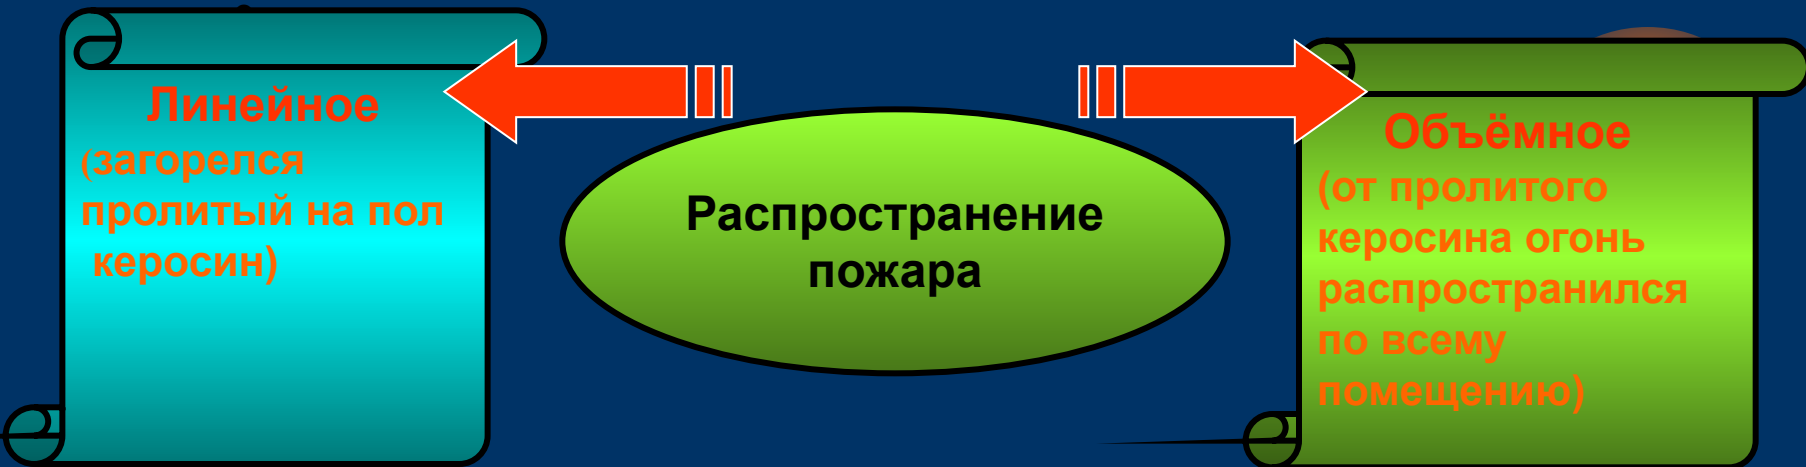 Линейное
(загорелся
пролитый на пол
керосин)
Распространение
пожара
Объёмное
(от пролитого
керосина огонь
распространился
по всему
помещению)